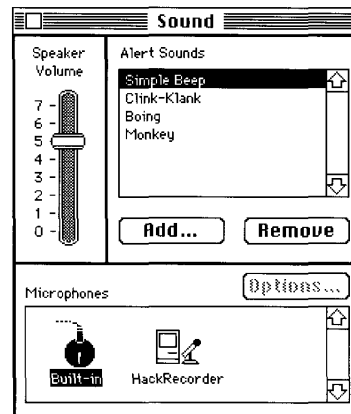 Sound
Speaker
Volume
7 -
6 -
5
4 -
3 -
2 -
1 -
0 -
Alert Sounds
Simple Beep
Clink-Klank
Boing
Monkey
Add...
Remove
Microphones
Options...
Built-in
HackRecorder